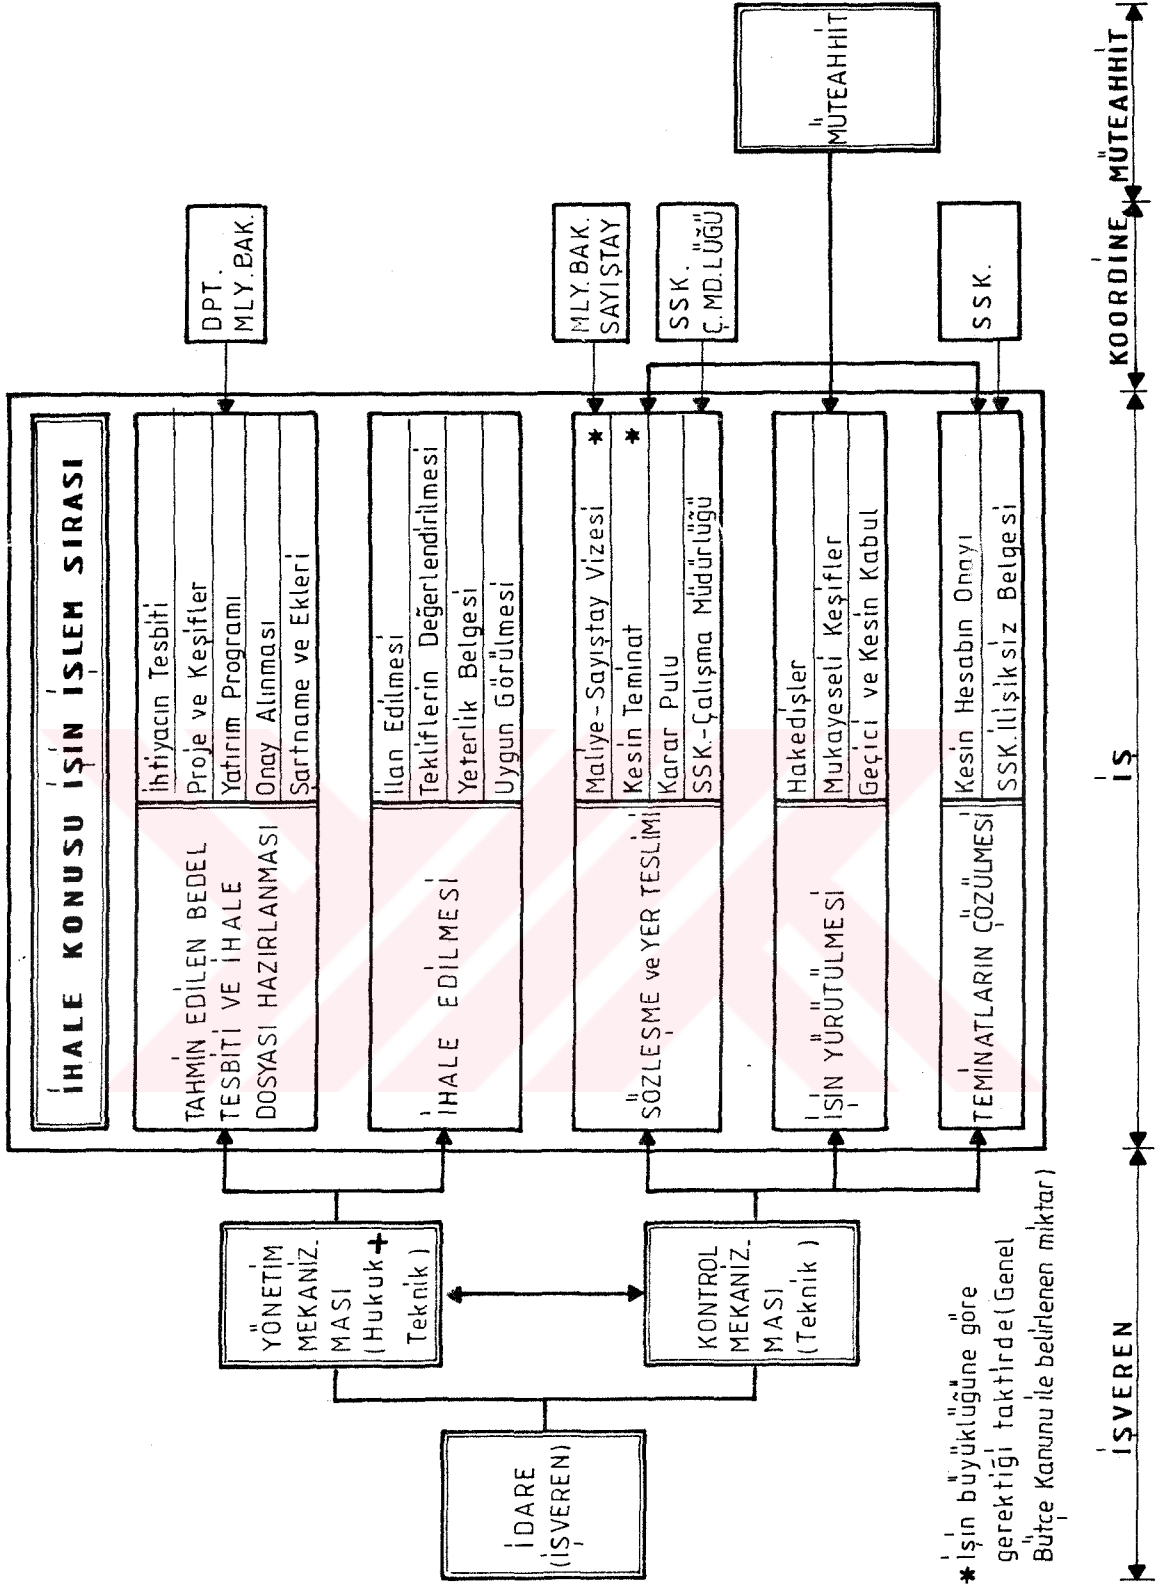 İHALE KONUSU İŞİN İŞLEM SIRASI
İDARE
(İŞVEREN)
YÖNETİM
MEKANİZ_
MASI
(Hukuk+
Teknik)
KONTROL
MEKANİZ_
MASI
(Teknik)
TAHMİN EDİLEN BEDEL
TESBİTİ VE İHALE
DOSYASI HAZIRLANMASI
İhtiyacın Tesbiti
Proje ve Keşifler
Yatırım Programı
Onay Alınması
Şartname ve Ekleri
DPT.
MLY. BAK.
İHALE EDİLMESİ
İlan Edilmesi
Tekliflerin Değerlendirilmesi
Yeterlik Belgesi
Uygun Görülmesi
SÖZLEŞME ve YER TESLİMİ
Maliye-Sayıştay Vizesi *
Kesin Teminat *
Karar Pulu
SSK.-Çalışma Müdürlüğü
MLY. BAK.
SAYIŞTAY
SSK.
Ç.MD.LÜĞÜ
İŞİN YÜRÜTÜLMESİ
Hakedişler
Mukayeseli Keşifler
Geçici ve Kesin Kabul
MÜTEAHHİT
TEMİNATLARIN ÇÖZÜLMESİ
Kesin Hesabın Onayı
SSK.İlişiksiz Belgesi
SSK.
*İşin büyüklüğüne göre
gerektiği taktirde(Genel
Bütçe Kanunu ile belirlenen miktar)
İŞVEREN
İŞ
KOORDİNE
MÜTEAHHİT